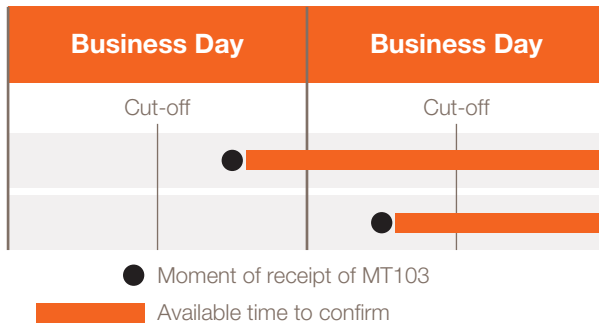 Business Day Business Day
Cut-off Cut-off
Moment of receipt of MT103
Available time to confirm